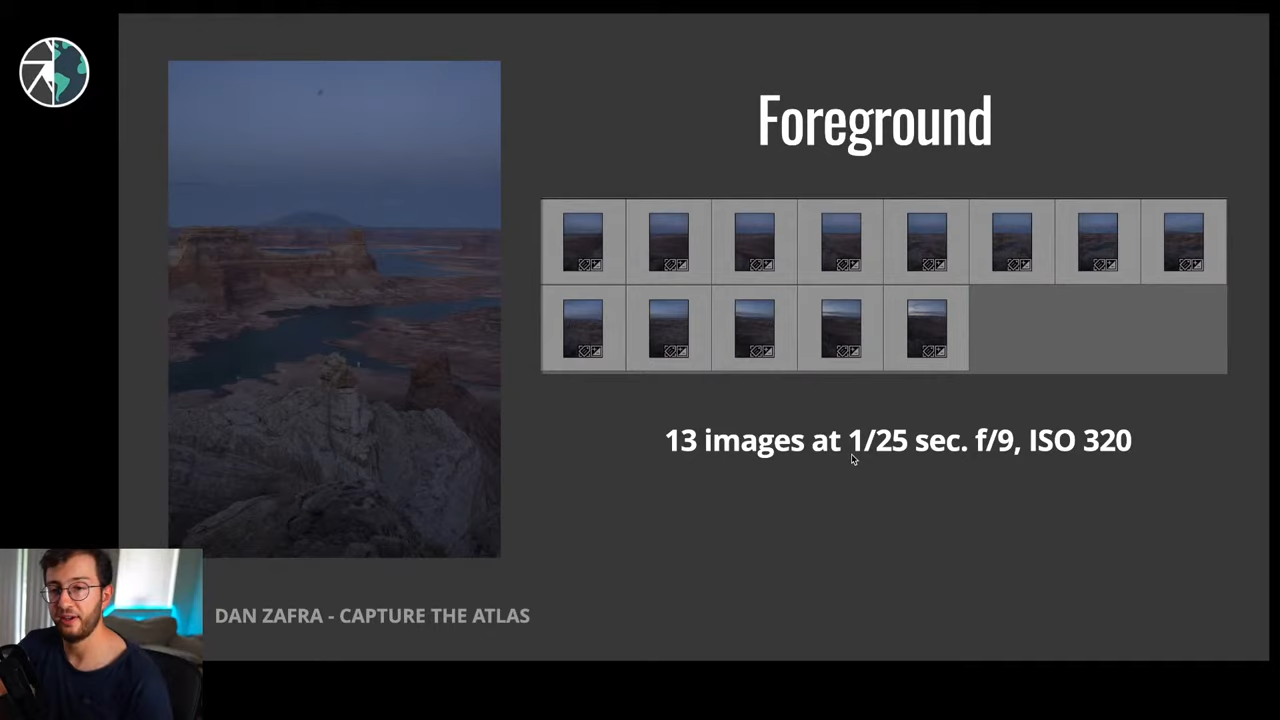 Foreground
13 images at 1/25 sec. f/9, ISO 320
DAN ZAFRA - CAPTURE THE ATLAS